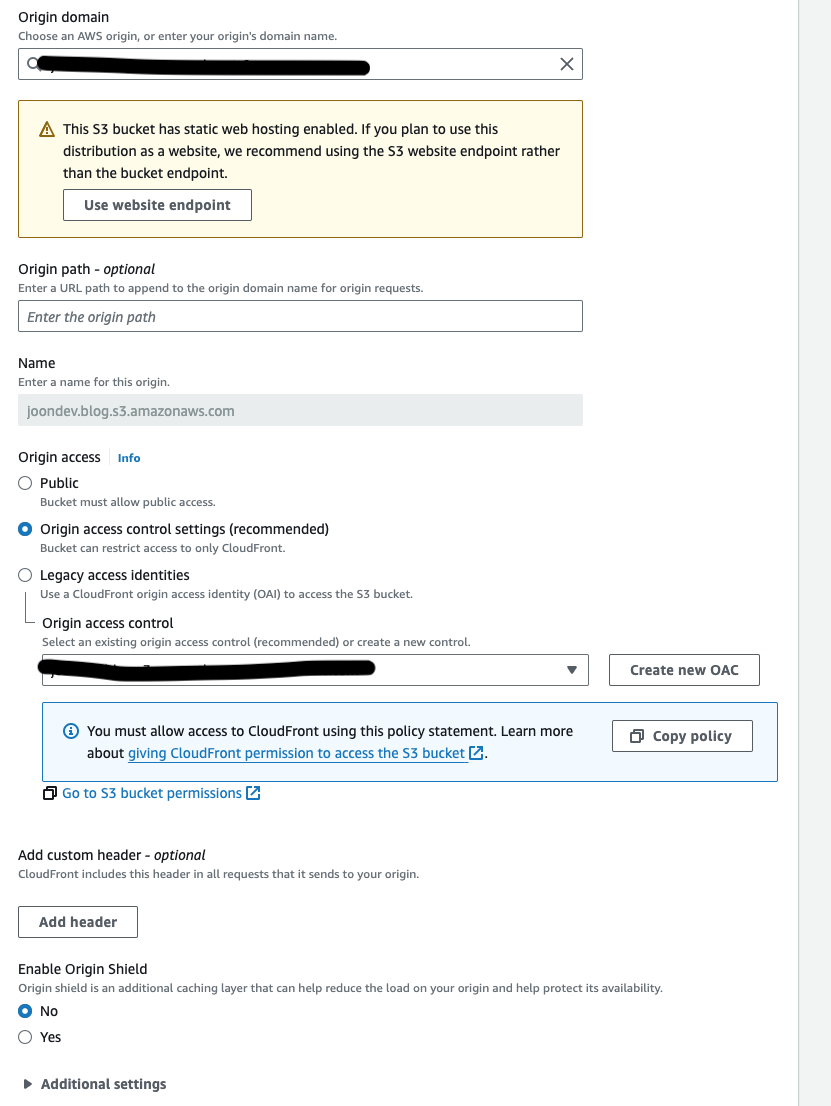 Origin domain
Choose an AWS origin, or enter your origin's domain name.
This S3 bucket has static web hosting enabled. If you plan to use this
distribution as a website, we recommend using the S3 website endpoint rather
than the bucket endpoint.
Use website endpoint
Origin path - optional
Enter a URL path to append to the origin domain name for origin requests.
Enter the origin path
Name
Enter a name for this origin.
joondev.blog.s3.amazonaws.com
Origin access Info
Public
Bucket must allow public access.
Origin access control settings (recommended)
Bucket can restrict access to only CloudFront.
Legacy access identities
Use a CloudFront origin access identity (OAI) to access the S3 bucket.
Origin access control
Select an existing origin access control (recommended) or create a new control.
Create new OAC
You must allow access to CloudFront using this policy statement. Learn more
about giving CloudFront permission to access the S3 bucket.
Copy policy
Go to S3 bucket permissions
Add custom header - optional
CloudFront includes this header in all requests that it sends to your origin.
Add header
Enable Origin Shield
Origin shield is an additional caching layer that can help reduce the load on your origin and help protect its availability.
No
Yes
Additional settings